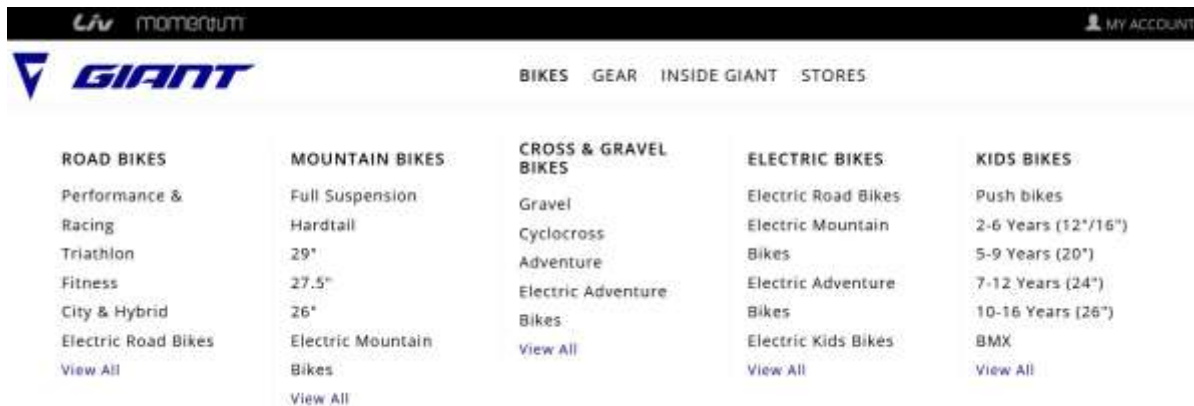 Liv momentum
MY ACCOUNT
GIANT
BIKES GEAR INSIDE GIANT STORES
ROAD BIKES
Performance &
Racing
Triathlon
Fitness
City & Hybrid
Electric Road Bikes
View All
MOUNTAIN BIKES
Full Suspension
Hardtail
29"
27.5"
26"
Electric Mountain
Bikes
View All
CROSS & GRAVEL
BIKES
Gravel
Cyclocross
Adventure
Electric Adventure
Bikes
View All
ELECTRIC BIKES
Electric Road Bikes
Electric Mountain
Bikes
Electric Adventure
Bikes
Electric Kids Bikes
View All
KIDS BIKES
Push bikes
2-6 Years (12"/16")
5-9 Years (20")
7-12 Years (24")
10-16 Years (26")
BMX
View All